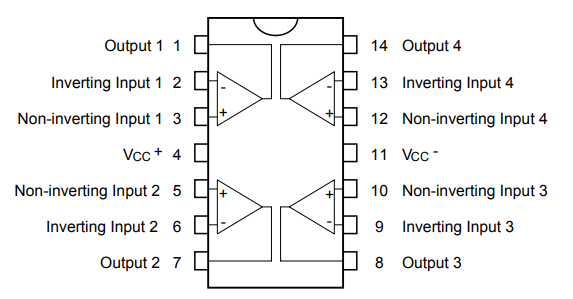 Output 1 1 14 Output 4
Inverting Input 1 2 - - 13 Inverting Input 4
Non-inverting Input 1 3 + + 12 Non-inverting Input 4
VCC + 4 11 VCC -
Non-inverting Input 2 5 + + 10 Non-inverting Input 3
Inverting Input 2 6 - - 9 Inverting Input 3
Output 2 7 8 Output 3